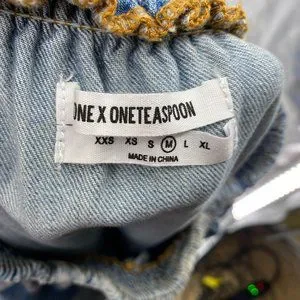 ONE X ONETEASPOON
XXS XS S M L XL
MADE IN CHINA